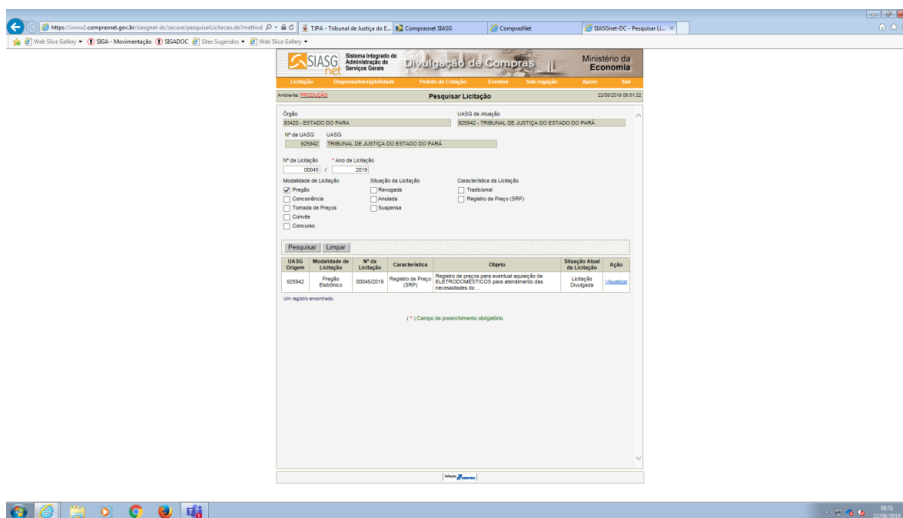 https://www2.comprasnet.gov.br/siasgnet-dc/secure/pesquisarLicitacao.do?method
TJPA - Tribunal de Justiça do E...
Comprasnet SIASG
ComprasNet
SIASGnet-DC - Pesquisar Li...
Web Slice Gallery
SIGA - Movimentação
SIGADOC
Sites Sugeridos
Web Slice Gallery
SIASG
net
Sistema Integrado de
Administração de
Serviços Gerais
Divulgação de Compras
Ministério da
Economia
Licitação
Dispensa/Inexigibilidade
Pedido de Cotação
Eventos
Sub-rogação
Apoio
Sair
Ambiente: PRODUÇÃO
Pesquisar Licitação
22/08/2019 08:51:22
Órgão
UASG de Atuação
93420 - ESTADO DO PARA
925942 - TRIBUNAL DE JUSTIÇA DO ESTADO DO PARÁ
Nº da UASG
UASG
925942
TRIBUNAL DE JUSTIÇA DO ESTADO DO PARÁ
Nº da Licitação
* Ano da Licitação
00045 / 2019
Modalidade de Licitação
Situação da Licitação
Característica da Licitação
Pregão
Revogada
Tradicional
Concorrência
Anulada
Registro de Preço (SRP)
Tomada de Preços
Suspensa
Convite
Concurso
Pesquisar
Limpar
UASG Origem
Modalidade de Licitação
Nº da Licitação
Característica
Objeto
Situação Atual da Licitação
Ação
925942
Pregão Eletrônico
00045/2019
Registro de Preço (SRP)
Registro de preços para eventual aquisição de
ELETRODOMÉSTICOS para atendimento das
necessidades do ...
Licitação Divulgada
Visualizar
Um registro encontrado.
( * ) Campo de preenchimento obrigatório.
08:51
22/08/2019